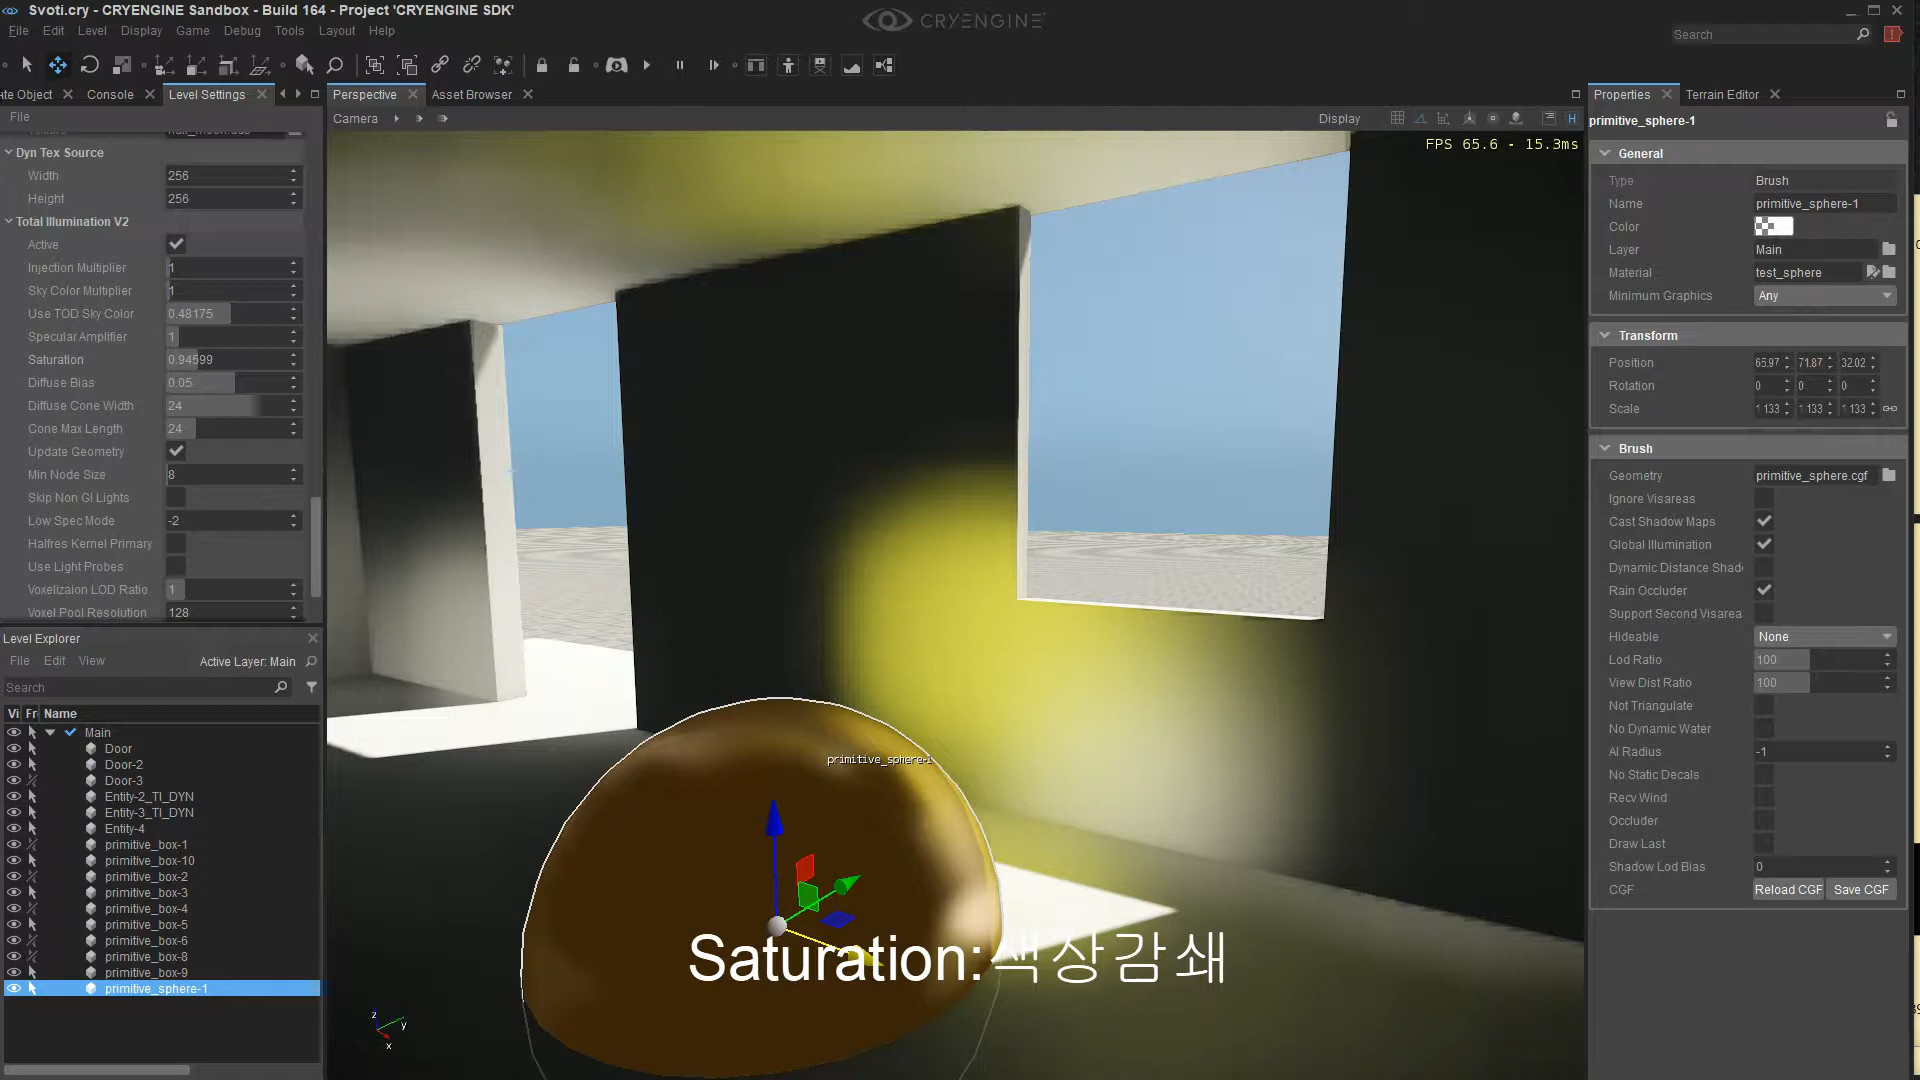 Svoti.cry - CRYENGINE Sandbox - Build 164 - Project 'CRYENGINE SDK'
CRYENGINE
File Edit Level Display Game Debug Tools Layout Help
Search
Console Level Settings
Perspective Asset Browser
Properties Terrain Editor
File
Camera
Display
primitive_sphere-1
FPS 65.6 - 15.3ms
Dyn Tex Source
Width 256
Height 256
Total Illumination V2
Active
Injection Multiplier 1
Sky Color Multiplier 1
Use TOD Sky Color 0.48175
Specular Amplifier 1
Saturation 0.94599
Diffuse Bias 0.05
Diffuse Cone Width 24
Cone Max Length 24
Update Geometry
Min Node Size 8
Skip Non GI Lights
Low Spec Mode -2
Halfres Kernel Primary
Use Light Probes
Voxelizaion LOD Ratio 1
Voxel Pool Resolution 128
Level Explorer
File Edit View Active Layer: Main
Search
Vi Fr Name
Main
Door
Door-2
Door-3
Entity-2_TI_DYN
Entity-3_TI_DYN
Entity-4
primitive_box-1
primitive_box-10
primitive_box-2
primitive_box-3
primitive_box-4
primitive_box-5
primitive_box-6
primitive_box-8
primitive_box-9
primitive_sphere-1
primitive_sphere-1
z
y
x
Saturation:색상감쇄
General
Type Brush
Name primitive_sphere-1
Color
Layer Main
Material test_sphere
Minimum Graphics Any
Transform
Position 65.97 71.87 32.02
Rotation 0 0 0
Scale 1.133 1.133 1.133
Brush
Geometry primitive_sphere.cgf
Ignore Visareas
Cast Shadow Maps
Global Illumination
Dynamic Distance Shad
Rain Occluder
Support Second Visarea
Hideable None
Lod Ratio 100
View Dist Ratio 100
Not Triangulate
No Dynamic Water
AI Radius -1
No Static Decals
Recv Wind
Occluder
Draw Last
Shadow Lod Bias 0
CGF Reload CGF Save CGF